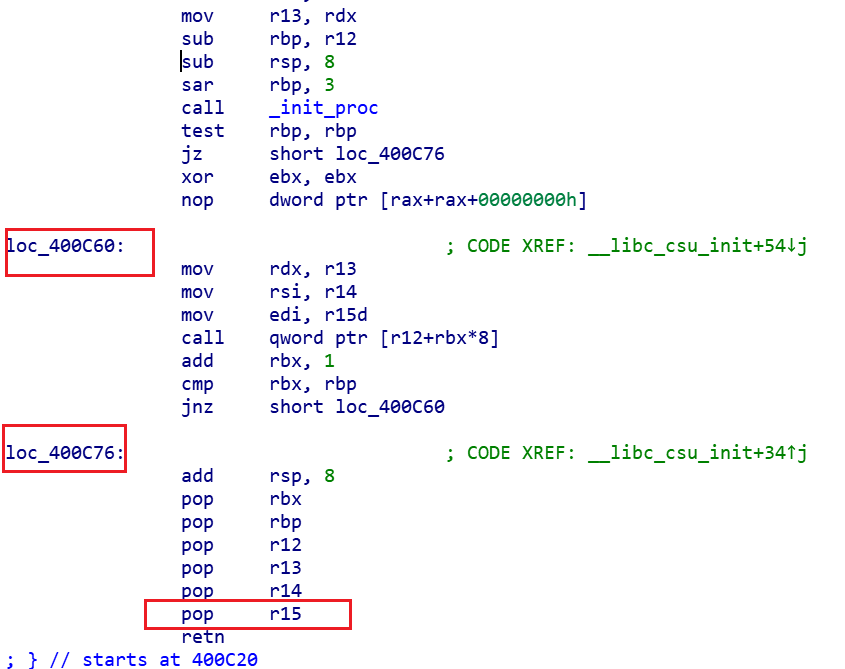 mov r13, rdx
sub rbp, r12
sub rsp, 8
sar rbp, 3
call _init_proc
test rbp, rbp
jz short loc_400C76
xor ebx, ebx
nop dword ptr [rax+rax+00000000h]
loc_400C60: ; CODE XREF: __libc_csu_init+54↓j
mov rdx, r13
mov rsi, r14
mov edi, r15d
call qword ptr [r12+rbx*8]
add rbx, 1
cmp rbx, rbp
jnz short loc_400C60
loc_400C76: ; CODE XREF: __libc_csu_init+34↑j
add rsp, 8
pop rbx
pop rbp
pop r12
pop r13
pop r14
pop r15
retn
; } // starts at 400C20